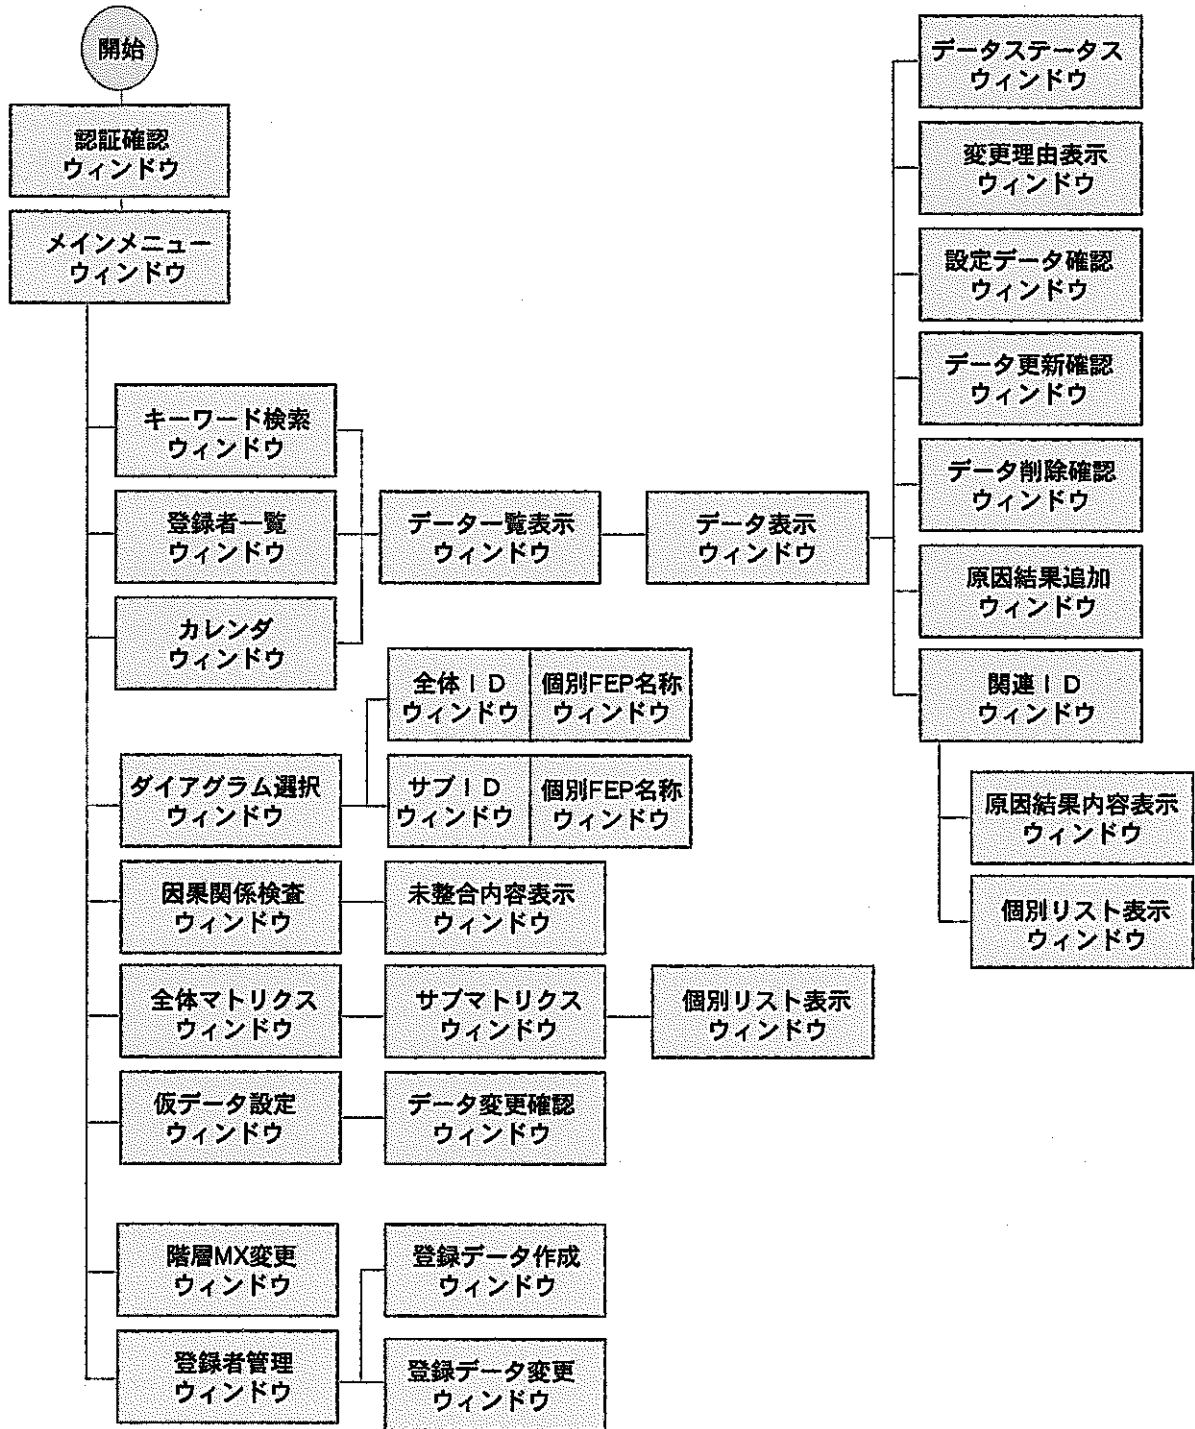 開始
認証確認
ウィンドウ
メインメニュー
ウィンドウ
キーワード検索
ウィンドウ
登録者一覧
ウィンドウ
カレンダ
ウィンドウ
データ一覧表示
ウィンドウ
データ表示
ウィンドウ
データステータス
ウィンドウ
変更理由表示
ウィンドウ
設定データ確認
ウィンドウ
データ更新確認
ウィンドウ
データ削除確認
ウィンドウ
原因結果追加
ウィンドウ
関連ID
ウィンドウ
原因結果内容表示
ウィンドウ
個別リスト表示
ウィンドウ
ダイアグラム選択
ウィンドウ
全体ID
ウィンドウ
個別FEP名称
ウィンドウ
サブID
ウィンドウ
個別FEP名称
ウィンドウ
因果関係検査
ウィンドウ
未整合内容表示
ウィンドウ
全体マトリクス
ウィンドウ
サブマトリクス
ウィンドウ
個別リスト表示
ウィンドウ
仮データ設定
ウィンドウ
データ変更確認
ウィンドウ
階層MX変更
ウィンドウ
登録者管理
ウィンドウ
登録データ作成
ウィンドウ
登録データ変更
ウィンドウ